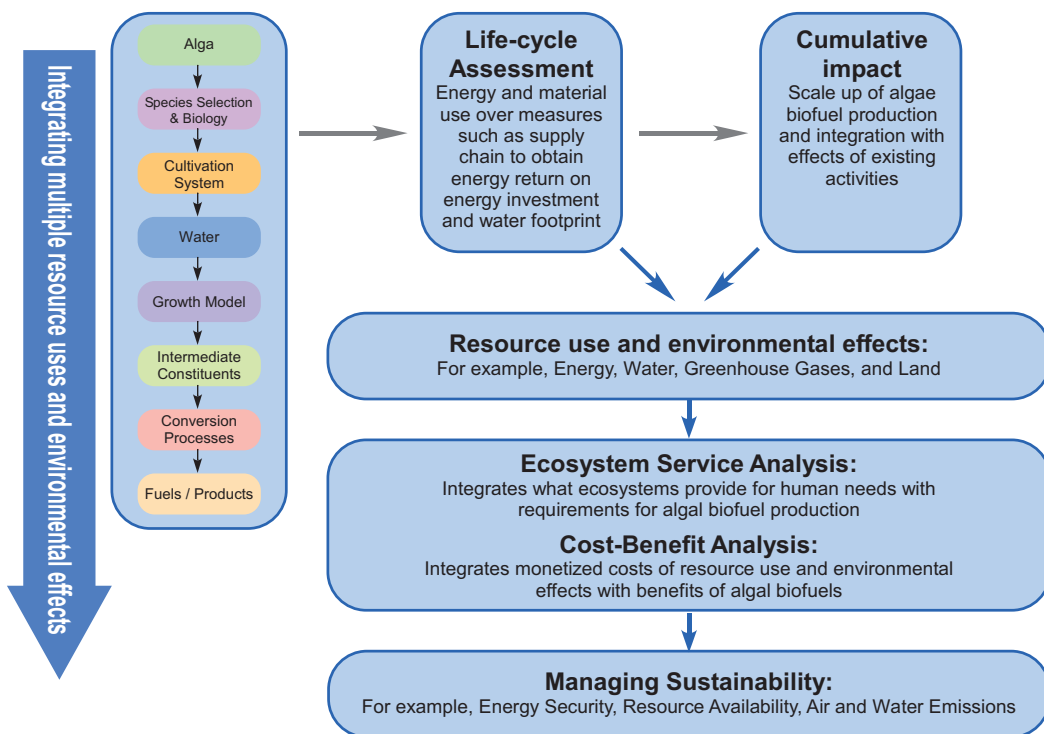 Integrating multiple resource uses and environmental effects
Alga
Species Selection
& Biology
Cultivation
System
Water
Growth Model
Intermediate
Constituents
Conversion
Processes
Fuels / Products
Life-cycle
Assessment
Energy and material
use over measures
such as supply
chain to obtain
energy return on
energy investment
and water footprint
Cumulative
impact
Scale up of algae
biofuel production
and integration with
effects of existing
activities
Resource use and environmental effects:
For example, Energy, Water, Greenhouse Gases, and Land
Ecosystem Service Analysis:
Integrates what ecosystems provide for human needs with
requirements for algal biofuel production
Cost-Benefit Analysis:
Integrates monetized costs of resource use and environmental
effects with benefits of algal biofuels
Managing Sustainability:
For example, Energy Security, Resource Availability, Air and Water Emissions